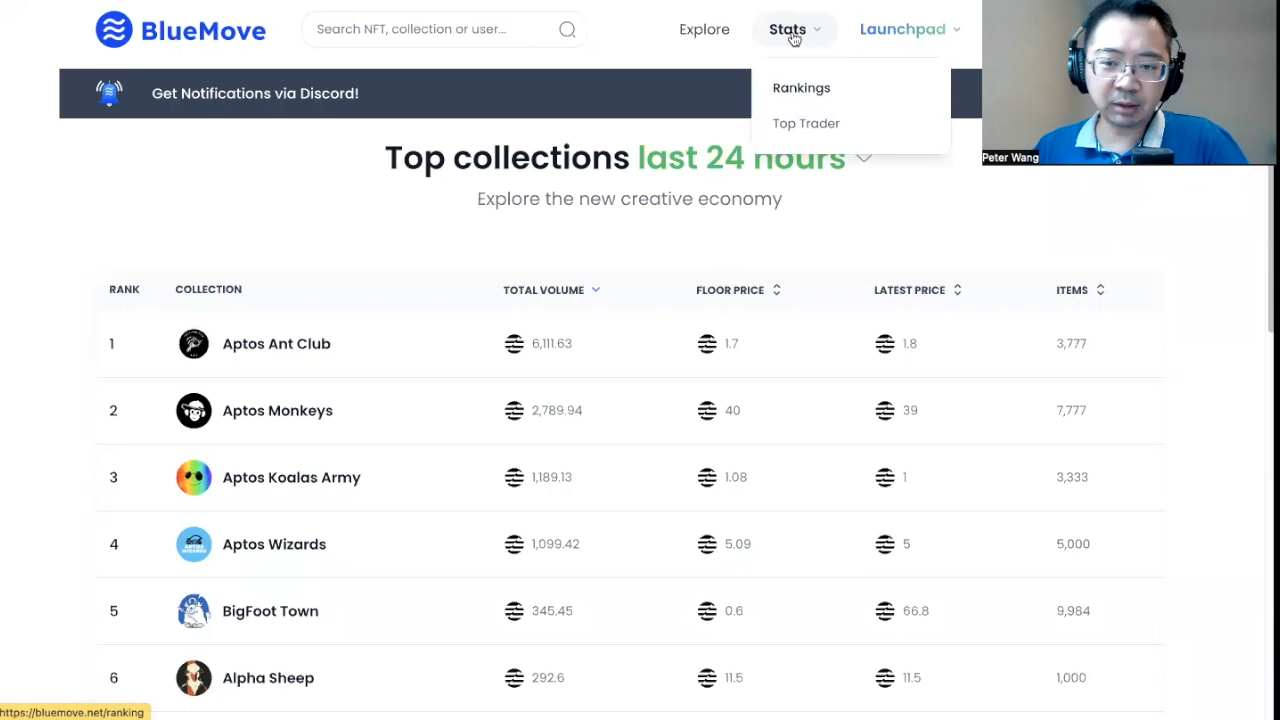 BlueMove
Search NFT, collection or user...
Explore
Stats
Launchpad
Get Notifications via Discord!
Rankings
Top Trader
Peter Wang
Top collections last 24 hours
Explore the new creative economy
RANK COLLECTION TOTAL VOLUME FLOOR PRICE LATEST PRICE ITEMS
1 Aptos Ant Club 6,111.63 1.7 1.8 3,777
2 Aptos Monkeys 2,789.94 40 39 7,777
3 Aptos Koalas Army 1,189.13 1.08 1 3,333
4 Aptos Wizards 1,099.42 5.09 5 5,000
5 BigFoot Town 345.45 0.6 66.8 9,984
6 Alpha Sheep 292.6 11.5 11.5 1,000
https://bluemove.net/ranking